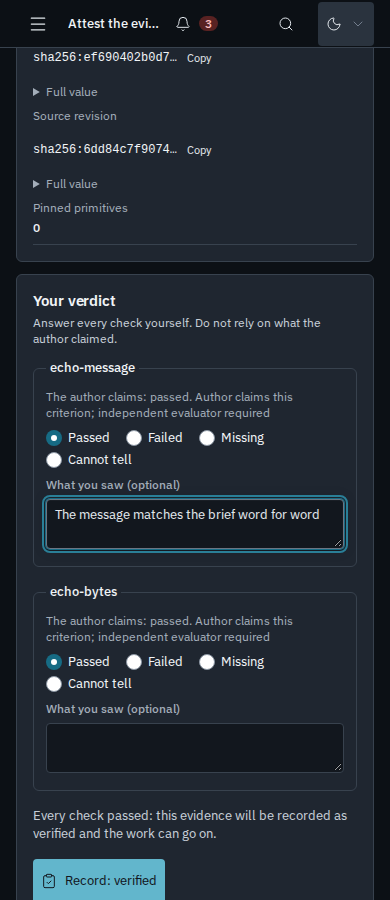 Attest the evi...
3
sha256:ef690402b0d7… Copy
Full value
Source revision
sha256:6dd84c7f9074… Copy
Full value
Pinned primitives
0
Your verdict
Answer every check yourself. Do not rely on what the
author claimed.
echo-message
The author claims: passed. Author claims this
criterion; independent evaluator required
Passed Failed Missing
Cannot tell
What you saw (optional)
The message matches the brief word for word
echo-bytes
The author claims: passed. Author claims this
criterion; independent evaluator required
Passed Failed Missing
Cannot tell
What you saw (optional)
Every check passed: this evidence will be recorded as
verified and the work can go on.
Record: verified